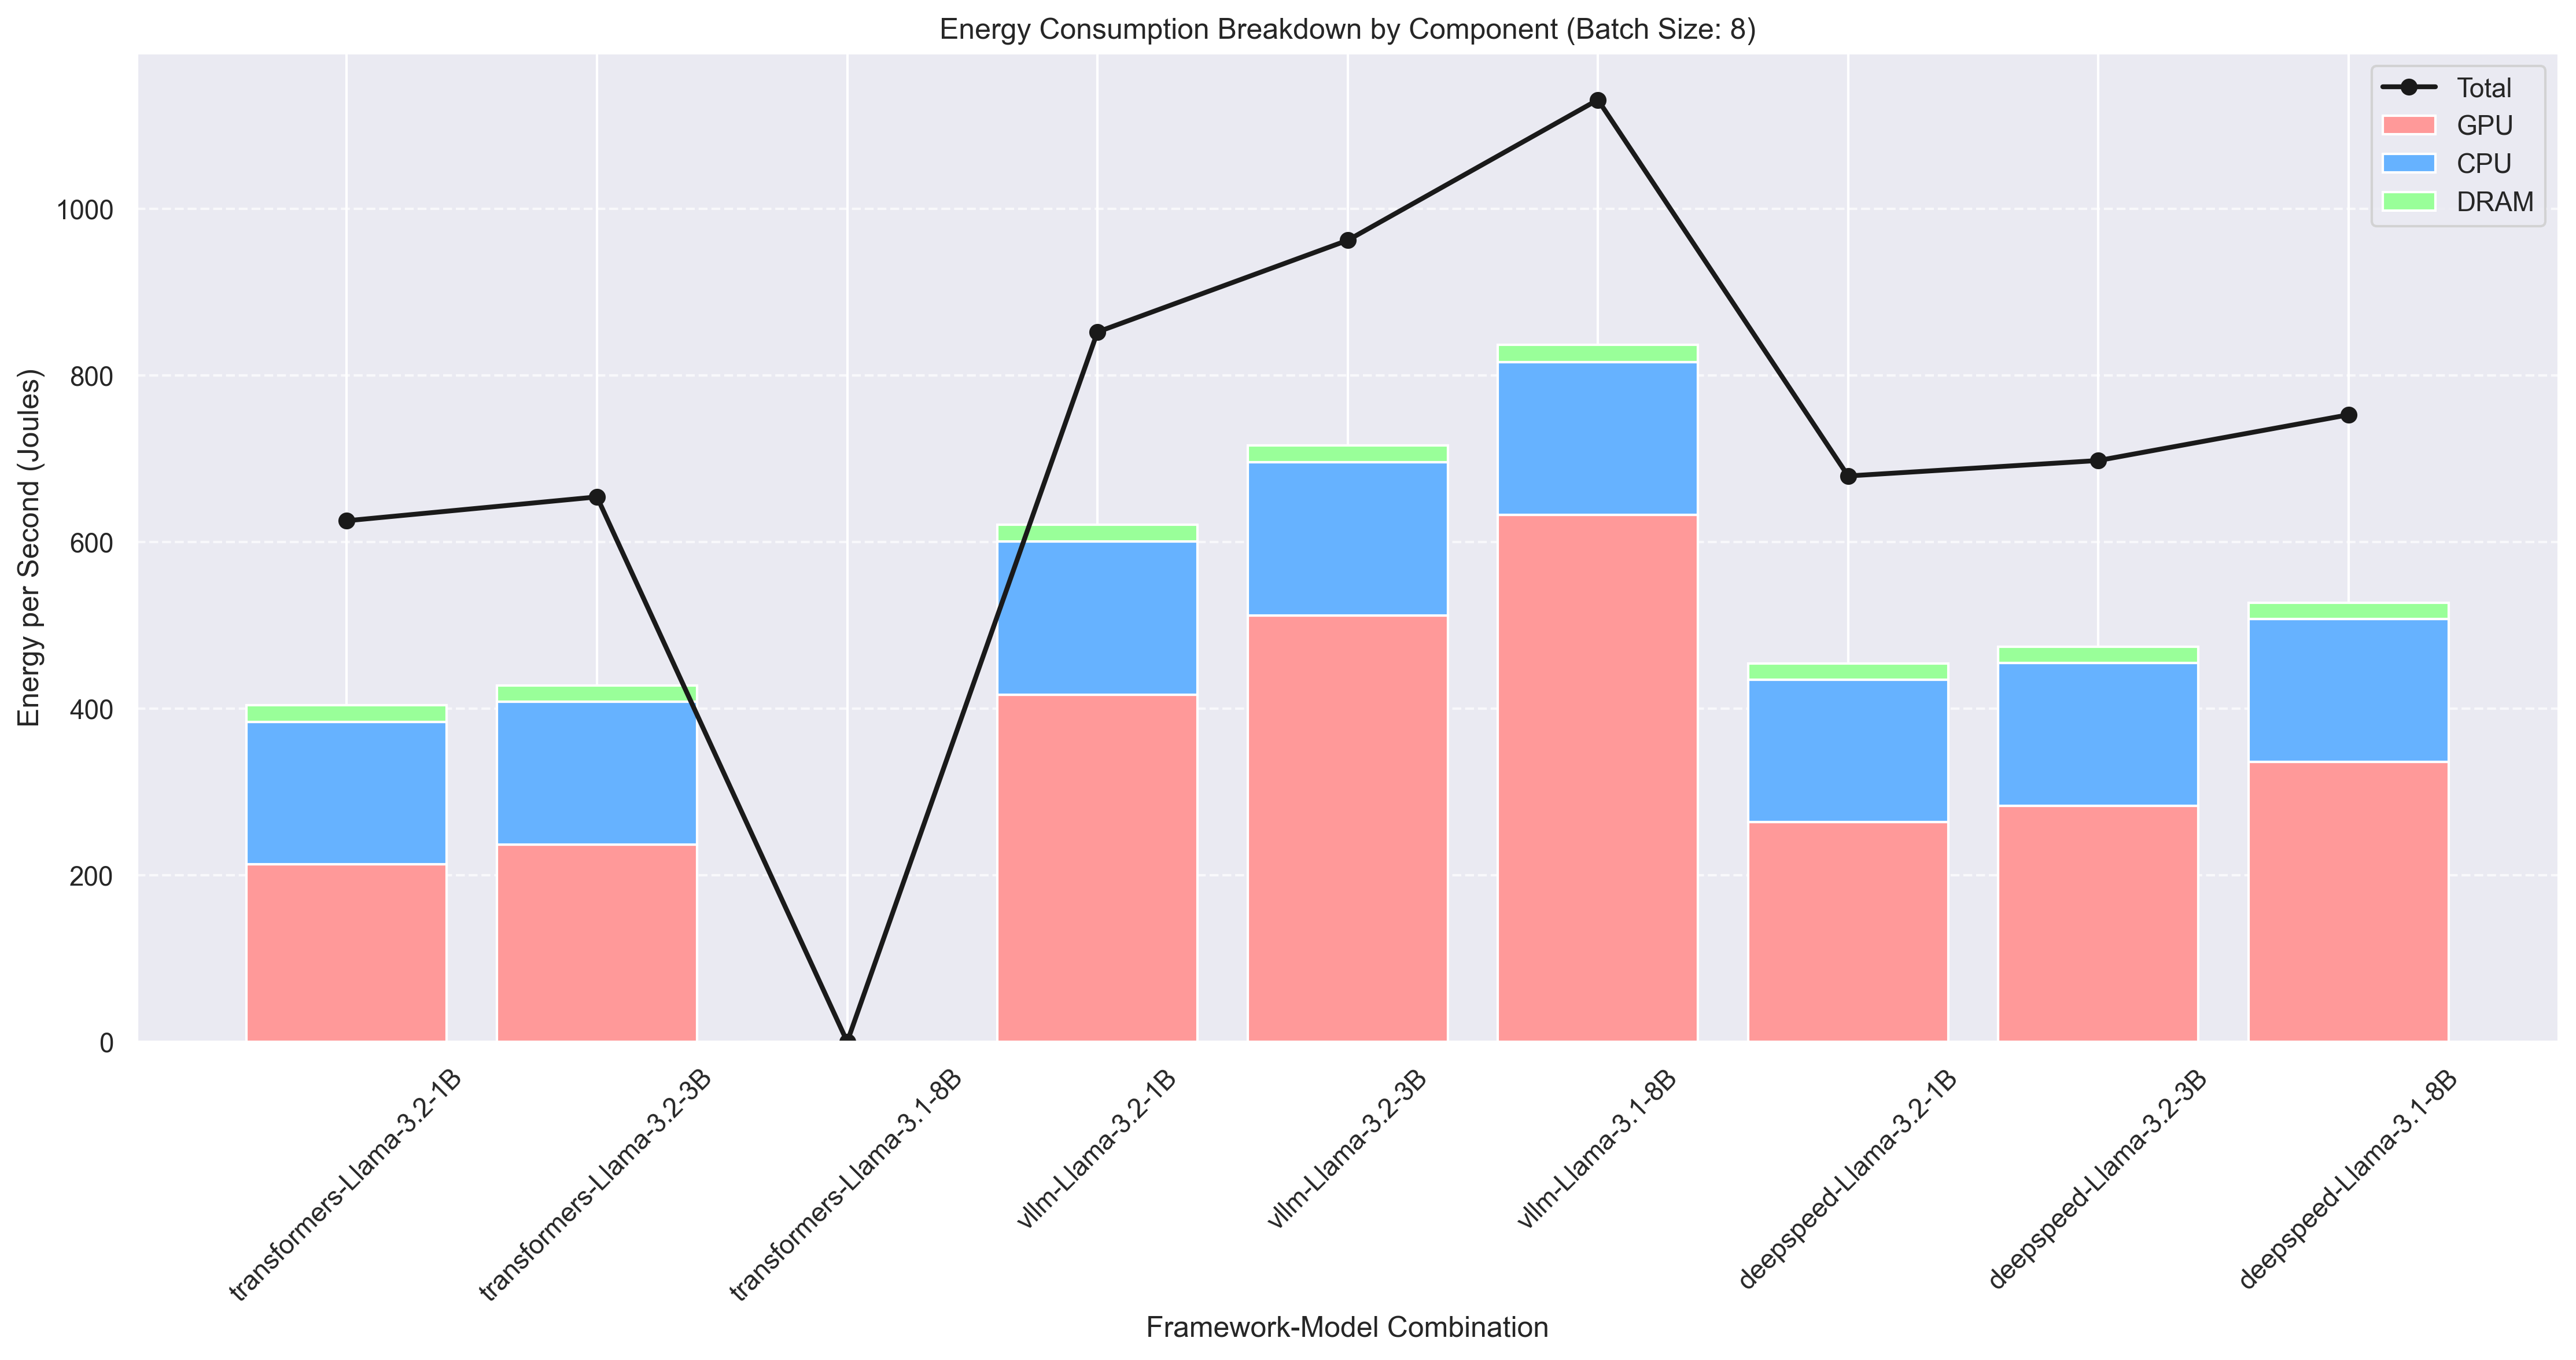 Energy Consumption Breakdown by Component (Batch Size: 8)
Total
GPU
CPU
DRAM
Energy per Second (Joules)
1000
800
600
400
200
0
transformers-Llama-3.2-1B
transformers-Llama-3.2-3B
transformers-Llama-3.1-8B
vllm-Llama-3.2-1B
vllm-Llama-3.2-3B
vllm-Llama-3.1-8B
deepspeed-Llama-3.2-1B
deepspeed-Llama-3.2-3B
deepspeed-Llama-3.1-8B
Framework-Model Combination